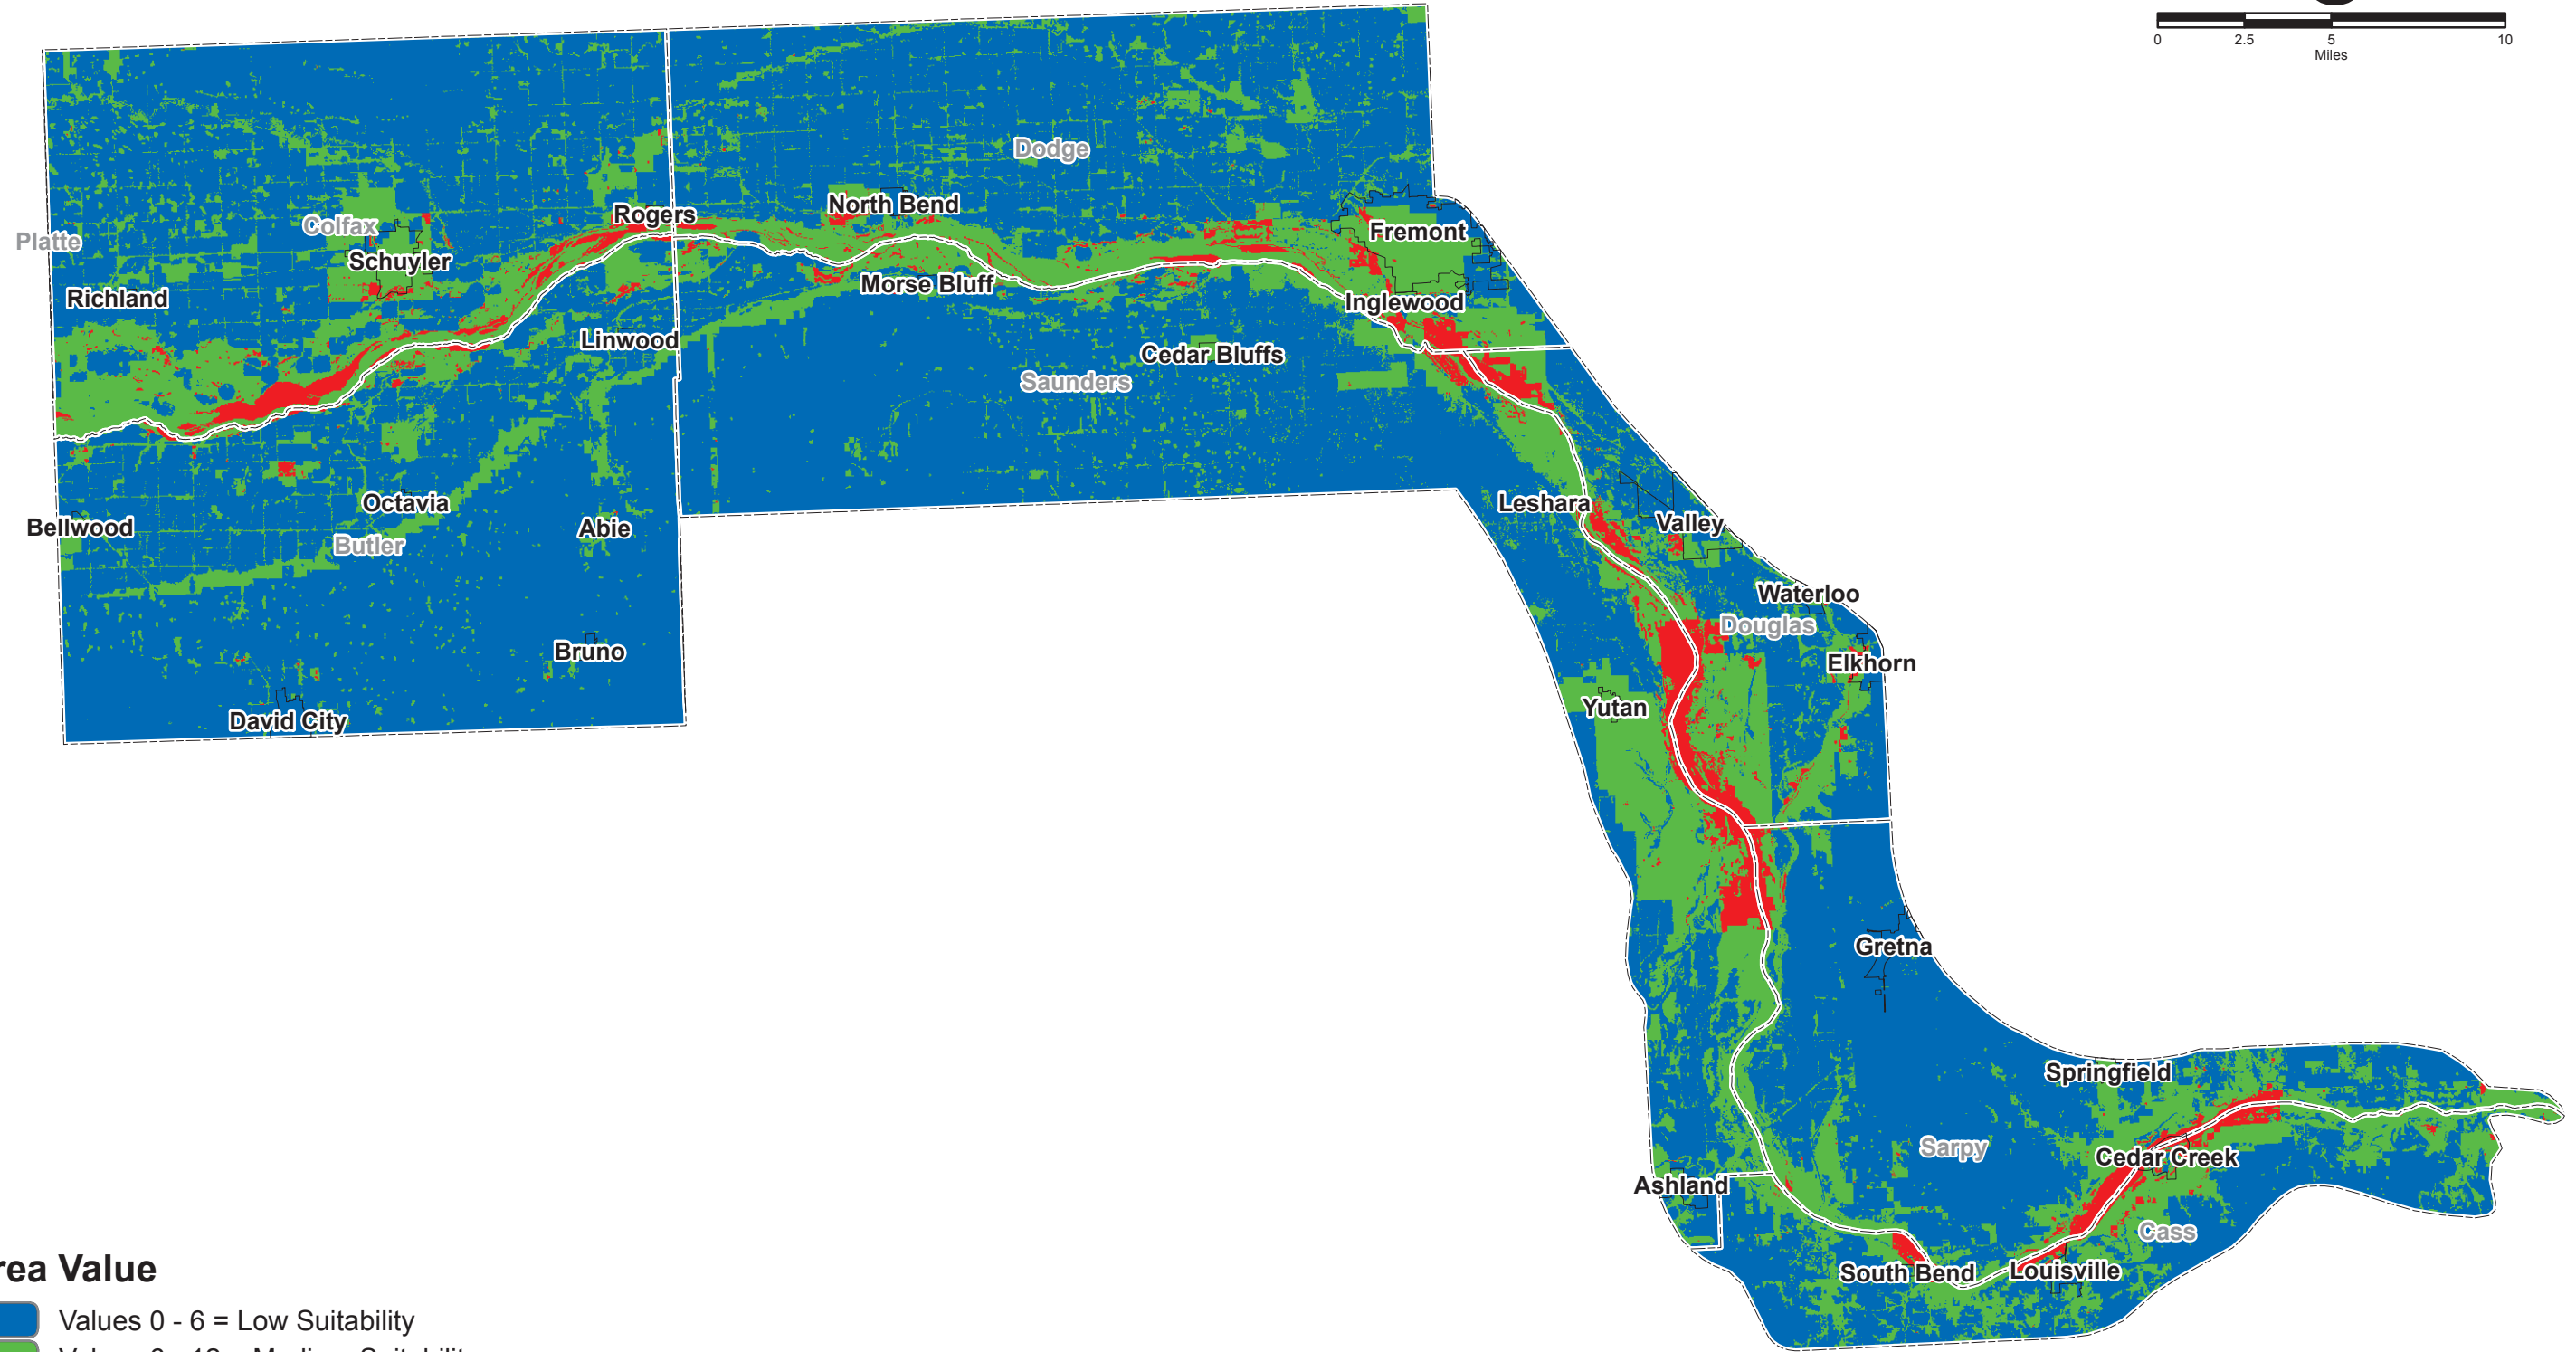 0 2.5 5 10
Miles
Dodge
North Bend
Rogers
Colfax
Fremont
Platte
Schuyler
Morse Bluff
Richland
Inglewood
Linwood
Cedar Bluffs
Saunders
Octavia
Leshara
Valley
Bellwood
Abie
Butler
Waterloo
Douglas
Bruno
Elkhorn
Yutan
David City
Gretna
Springfield
Sarpy
Cedar Creek
Ashland
Cass
South Bend
Louisville
rea Value
Values 0 - 6 = Low Suitability